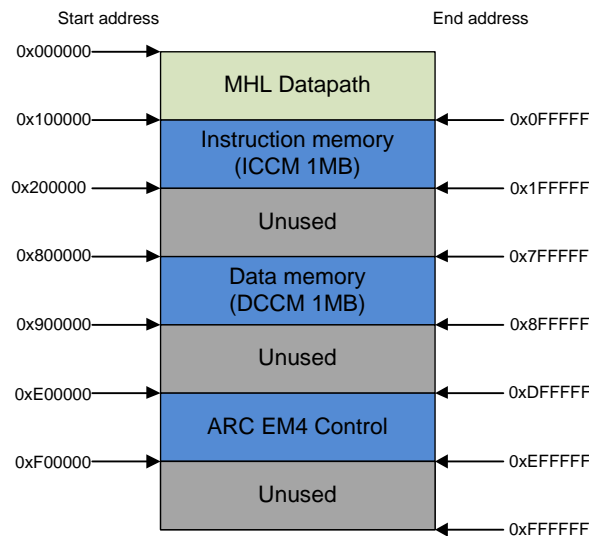 Start address
End address
0x000000
MHL Datapath
0x100000
0x0FFFFF
Instruction memory
(ICCM 1MB)
0x200000
0x1FFFFF
Unused
0x800000
0x7FFFFF
Data memory
(DCCM 1MB)
0x900000
0x8FFFFF
Unused
0xE00000
0xDFFFFF
ARC EM4 Control
0xF00000
0xEFFFFF
Unused
0xFFFFFF